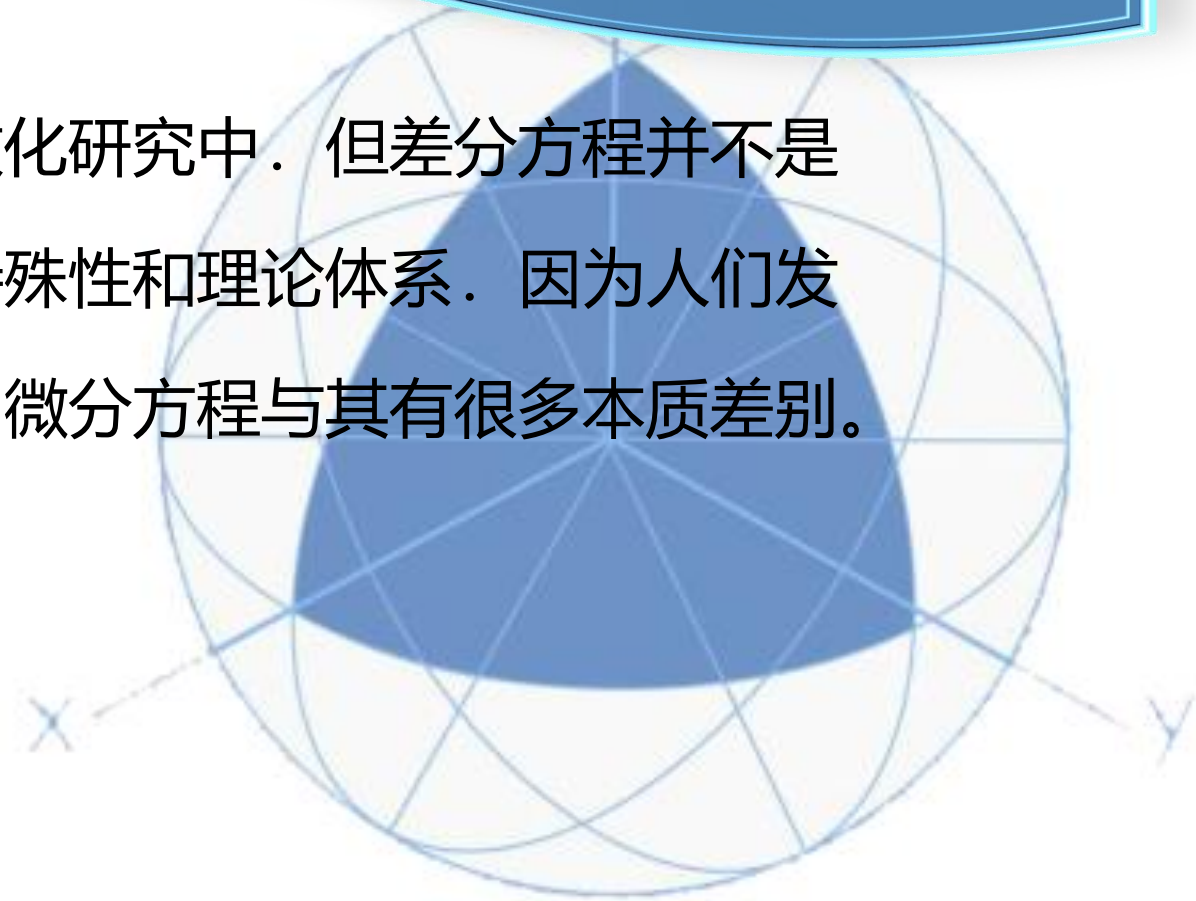 化研究中．但差分方程并不是
殊性和理论体系．因为人们发
微分方程与其有很多本质差别。
X
y